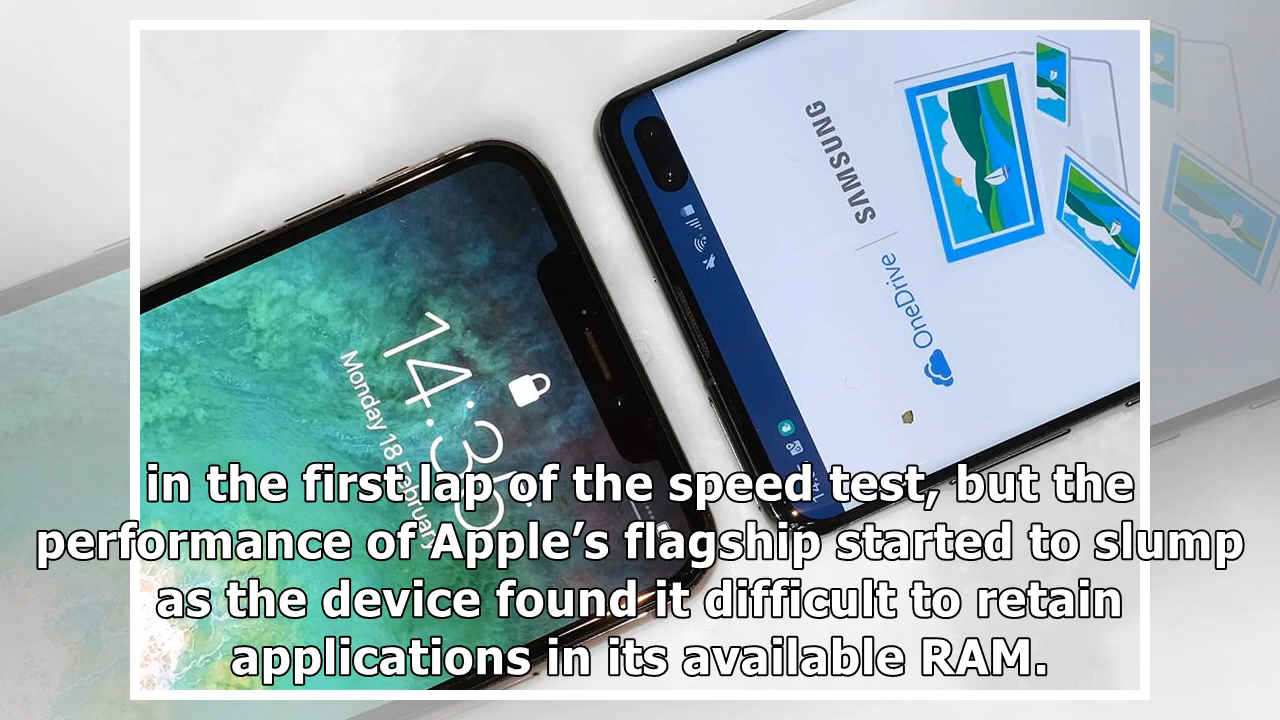 SAMSUNG
OneDrive
14:35
Monday 18 February
in the first lap of the speed test, but the
performance of Apple’s flagship started to slump
as the device found it difficult to retain
applications in its available RAM.